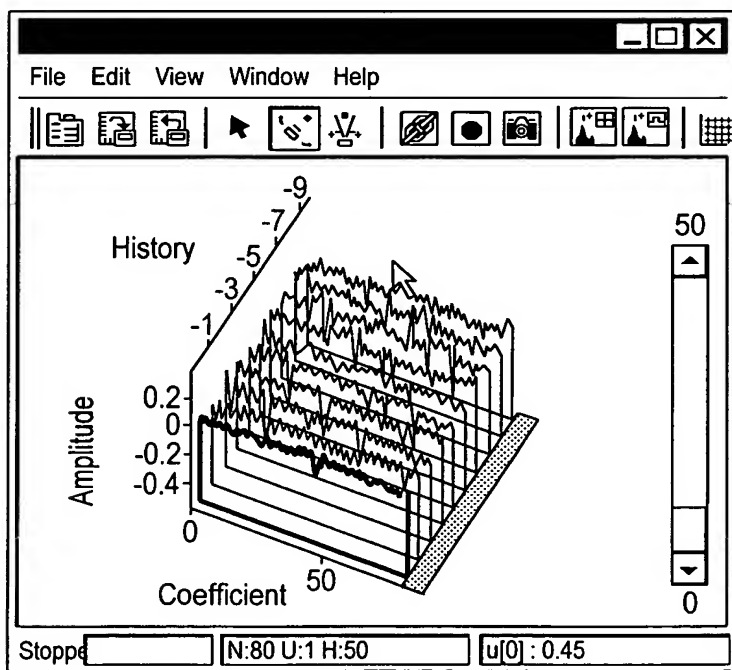 File Edit View Window Help
-9
-7
History
-5
-3
-1
50
Amplitude
0.2
0
-0.2
-0.4
0
50
Coefficient
0
Stoppe
N:80 U:1 H:50
u[0] : 0.45